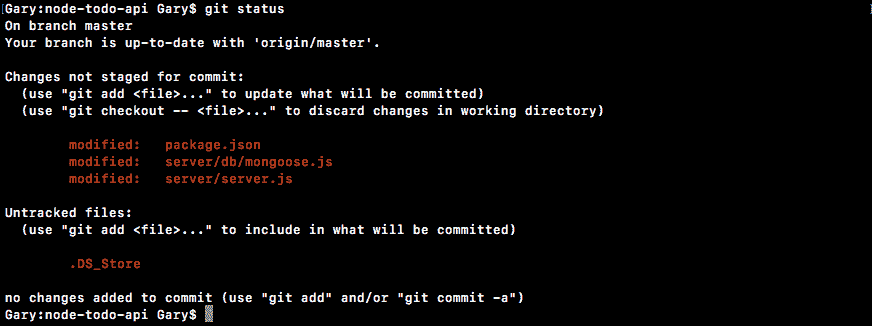 Gary:node-todo-api Gary$ git status
On branch master
Your branch is up-to-date with 'origin/master'.
Changes not staged for commit:
(use "git add <file>..." to update what will be committed)
(use "git checkout -- <file>..." to discard changes in working directory)
modified: package.json
modified: server/db/mongoose.js
modified: server/server.js
Untracked files:
(use "git add <file>..." to include in what will be committed)
.DS_Store
no changes added to commit (use "git add" and/or "git commit -a")
Gary:node-todo-api Gary$